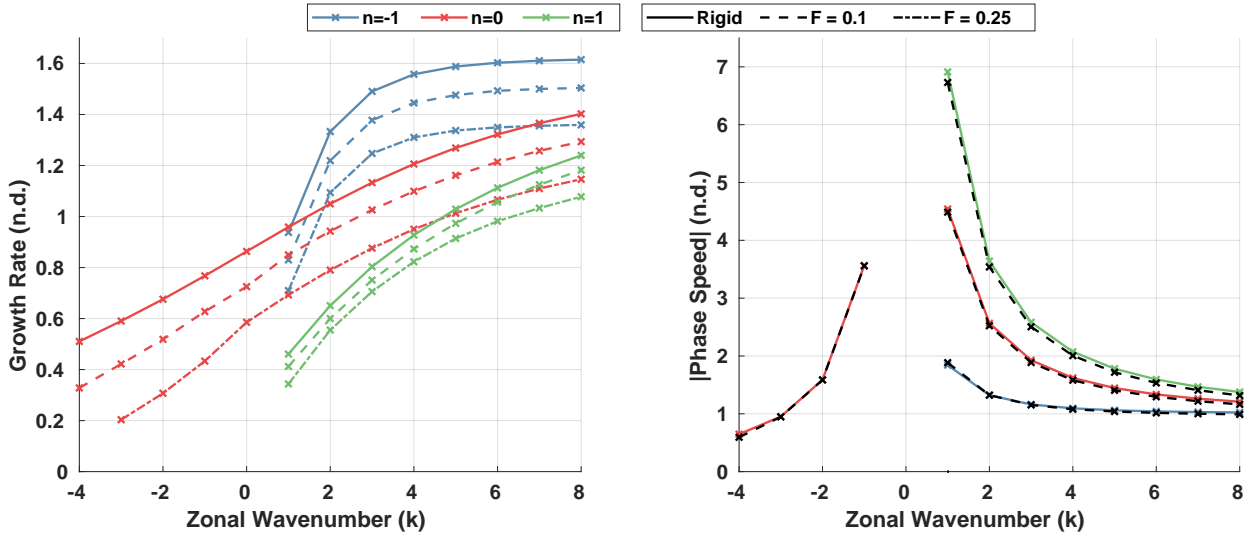 n=-1 n=0 n=1
Rigid F = 0.1 F = 0.25
Growth Rate (n.d.)
1.6
1.4
1.2
1
0.8
0.6
0.4
0.2
0
-4 -2 0 2 4 6 8
Zonal Wavenumber (k)
|Phase Speed| (n.d.)
7
6
5
4
3
2
1
0
-4 -2 0 2 4 6 8
Zonal Wavenumber (k)